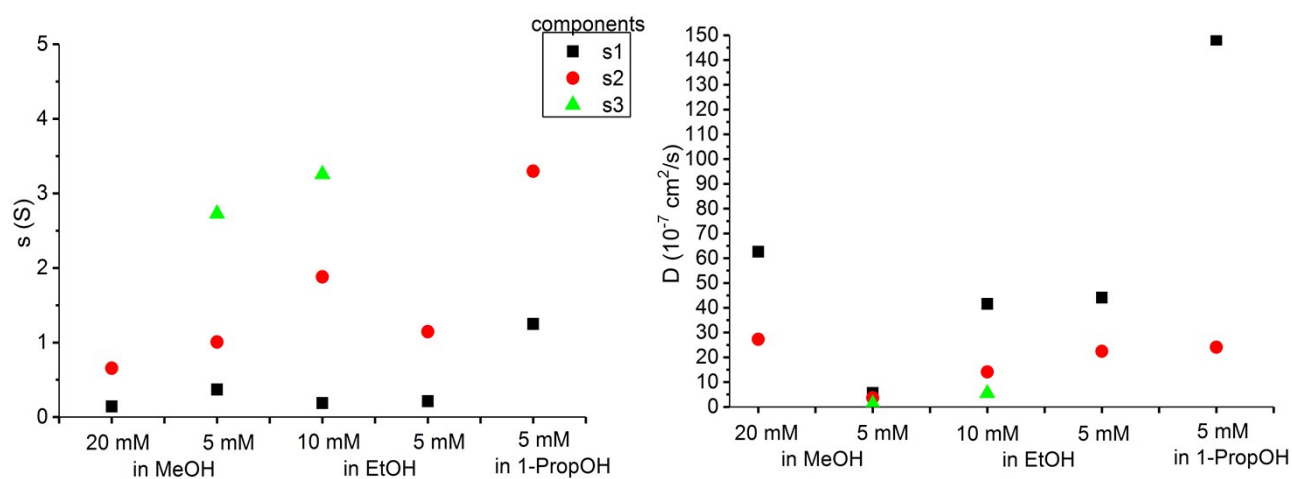 components
s1
s2
s3
5
4
3
2
1
0
s (S)
20 mM 5 mM 10 mM 5 mM 5 mM
in MeOH in EtOH in 1-PropOH
150
140
130
120
110
100
90
80
70
60
50
40
30
20
10
0
D (10⁻⁷ cm²/s)
20 mM 5 mM 10 mM 5 mM 5 mM
in MeOH in EtOH in 1-PropOH